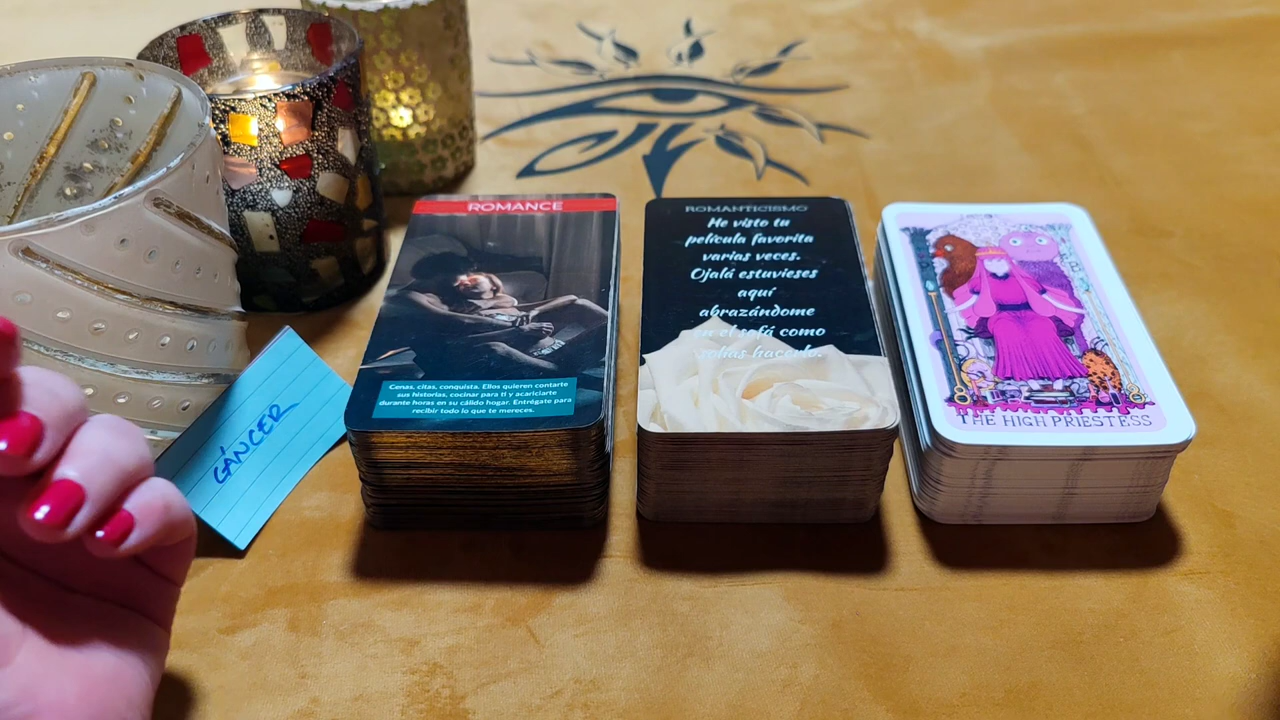 CÁNCER
ROMANCE
Cenas, citas, conquista. Ellos quieren contarte
sus historias, cocinar para ti y acariciarte
durante horas en su cálido hogar. Entrégate para
recibir todo lo que te mereces.
ROMANTICISMO
He visto tu
película favorita
varias veces.
Ojalá estuvieses
aquí
abrazándome
en el sofá como
solías hacerlo.
THE HIGH PRIESTESS